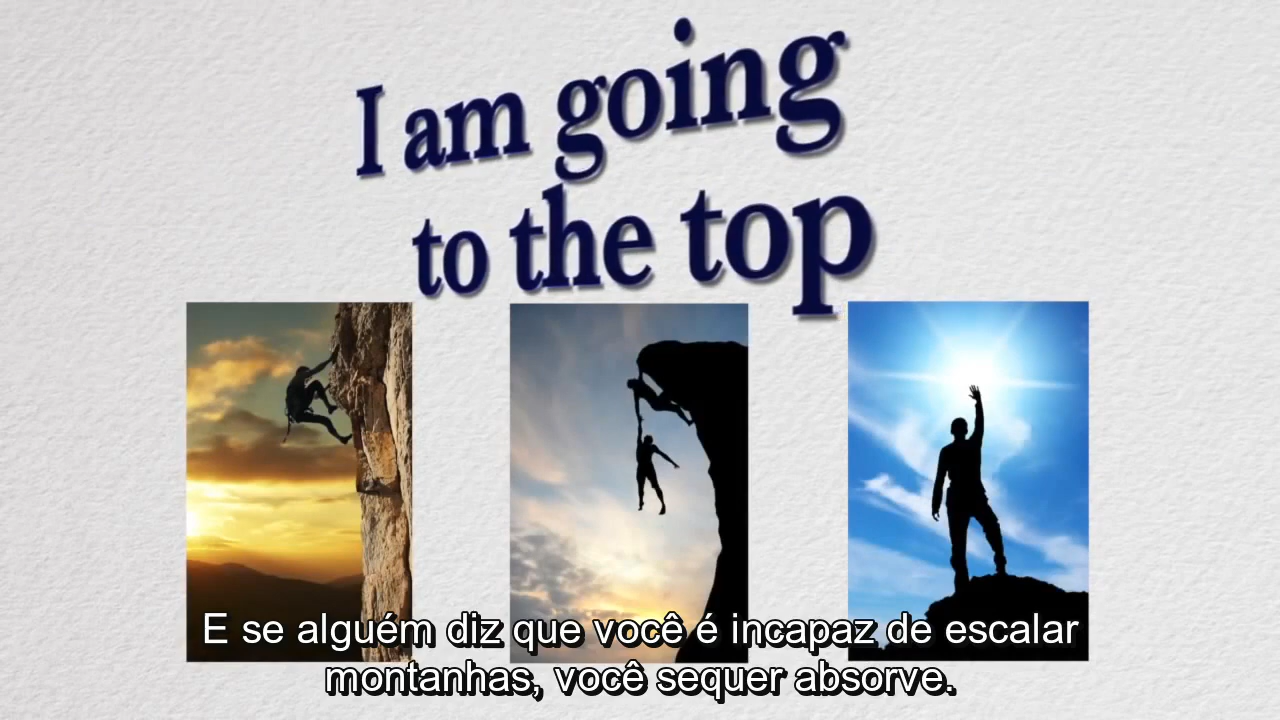 I am going
to the top
E se alguém diz que você é incapaz de escalar
montanhas, você sequer absorve.